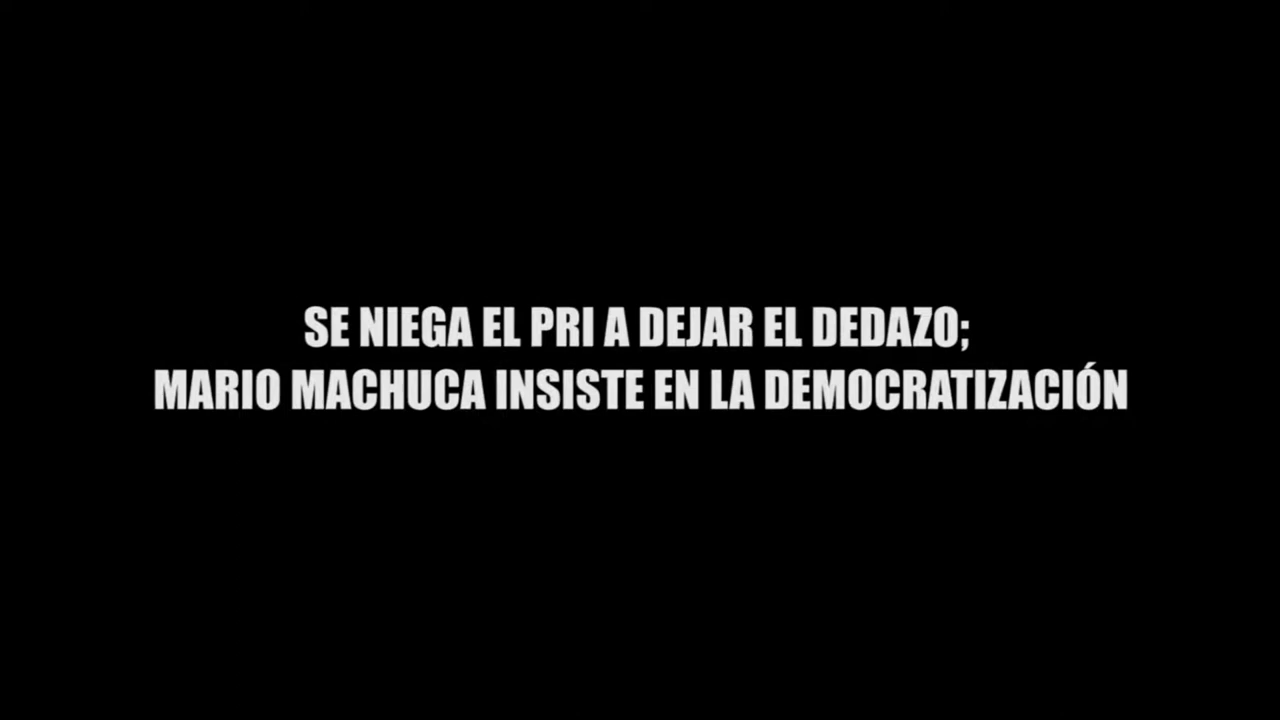 SE NIEGA EL PRI A DEJAR EL DEDAZO;
MARIO MACHUCA INSISTE EN LA DEMOCRATIZACIÓN